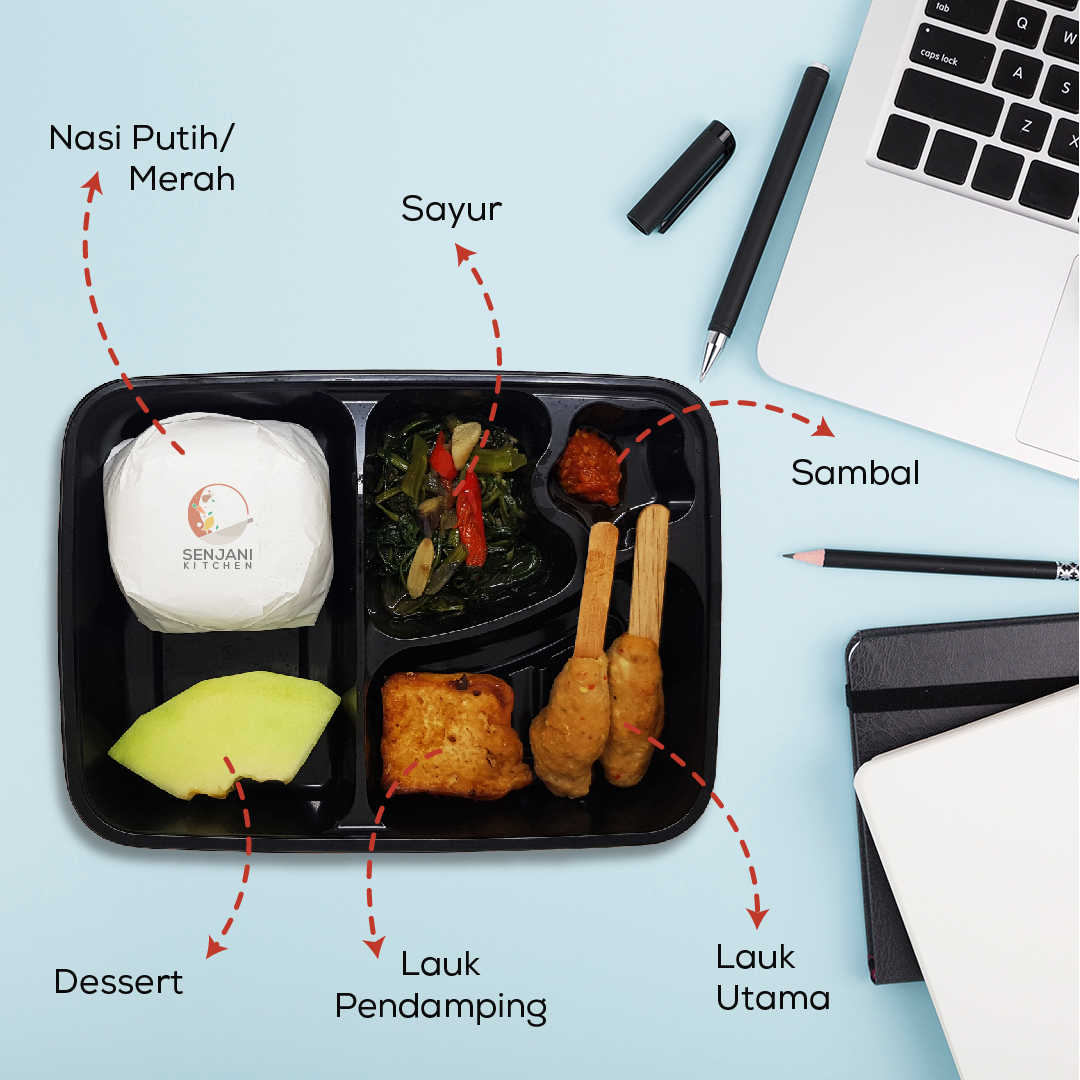 tab
Q
W
caps lock
A
S
Z
X
Nasi Putih/
Merah
Sayur
Sambal
SENJANI
KITCHEN
Dessert
Lauk
Pendamping
Lauk
Utama